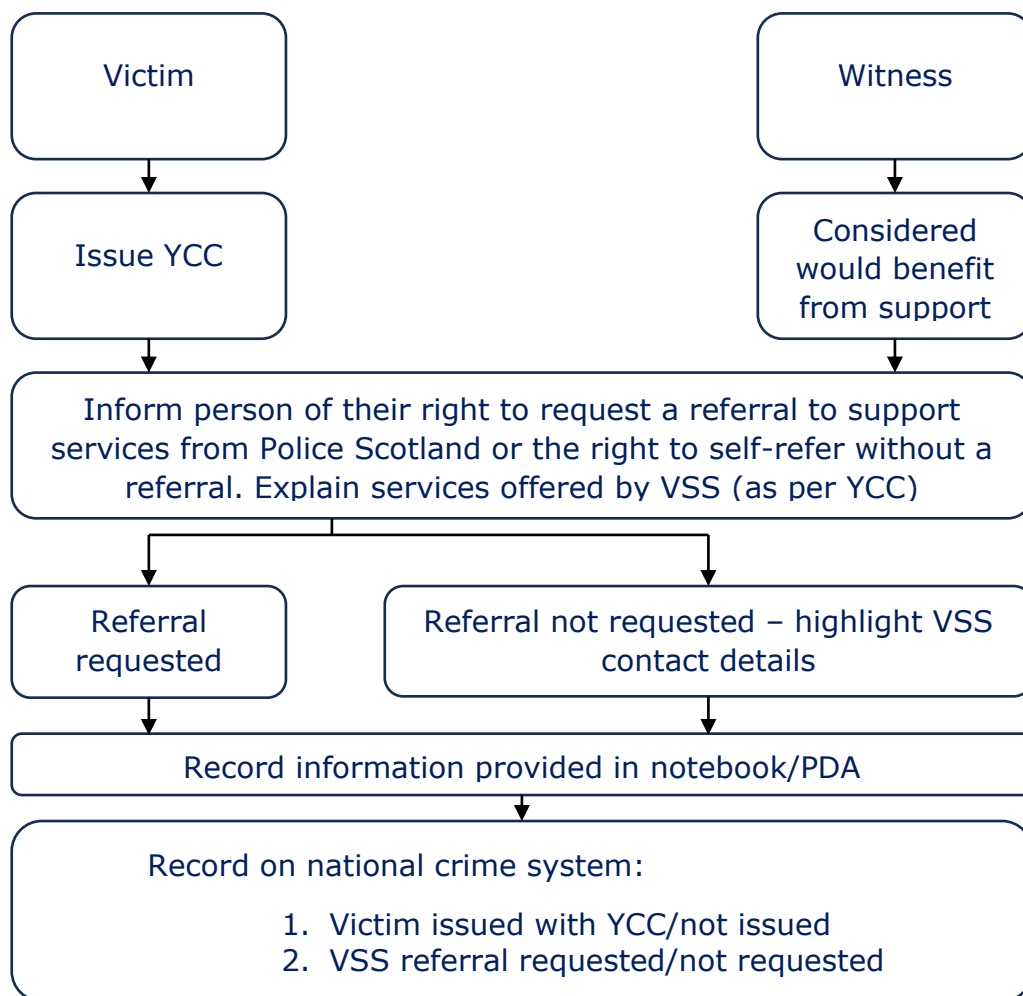 Victim
Witness
Issue YCC
Considered
would benefit
from support
Inform person of their right to request a referral to support
services from Police Scotland or the right to self-refer without a
referral. Explain services offered by VSS (as per YCC)
Referral
requested
Referral not requested – highlight VSS
contact details
Record information provided in notebook/PDA
Record on national crime system:
1. Victim issued with YCC/not issued
2. VSS referral requested/not requested